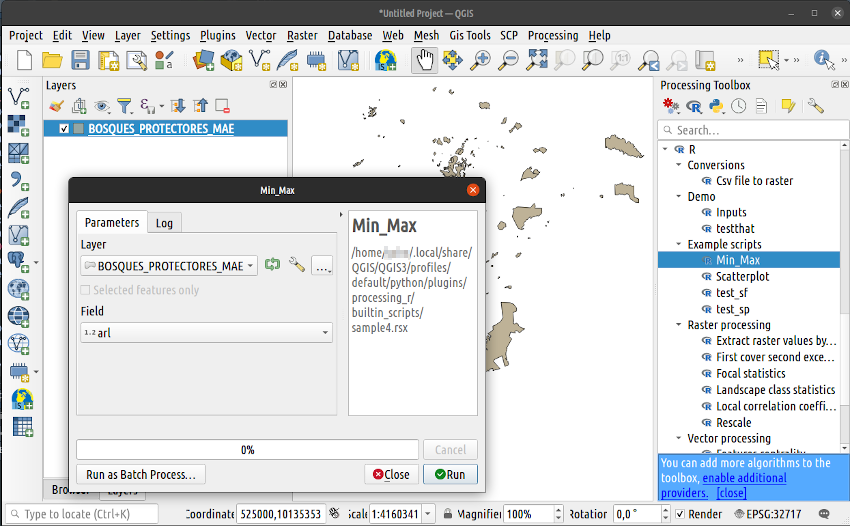 *Untitled Project — QGIS
Project Edit View Layer Settings Plugins Vector Raster Database Web Mesh Gis Tools SCP Processing Help
Layers
BOSQUES_PROTECTORES_MAE
Processing Toolbox
Search...
R
Conversions
Csv file to raster
Demo
Inputs
testthat
Example scripts
Min_Max
Scatterplot
test_sf
test_sp
Raster processing
Extract raster values by...
First cover second exce...
Focal statistics
Landscape class statistics
Local correlation coeffi...
Rescale
Vector processing
You can add more algorithms to the
toolbox, enable additional
providers. [close]
Min_Max
Parameters Log
Layer
BOSQUES_PROTECTORES_MAE
Selected features only
Field
1.2 arl
Min_Max
/home/ /.local/share/
QGIS/QGIS3/profiles/
default/python/plugins/
processing_r/
builtin_scripts/
sample4.rsx
0%
Cancel
Run as Batch Process...
Close
Run
Layers
Type to locate (Ctrl+K)
Coordinate 525000,10135353 Scale 1:4160341 Magnifier 100% Rotation 0,0° Render EPSG:32717